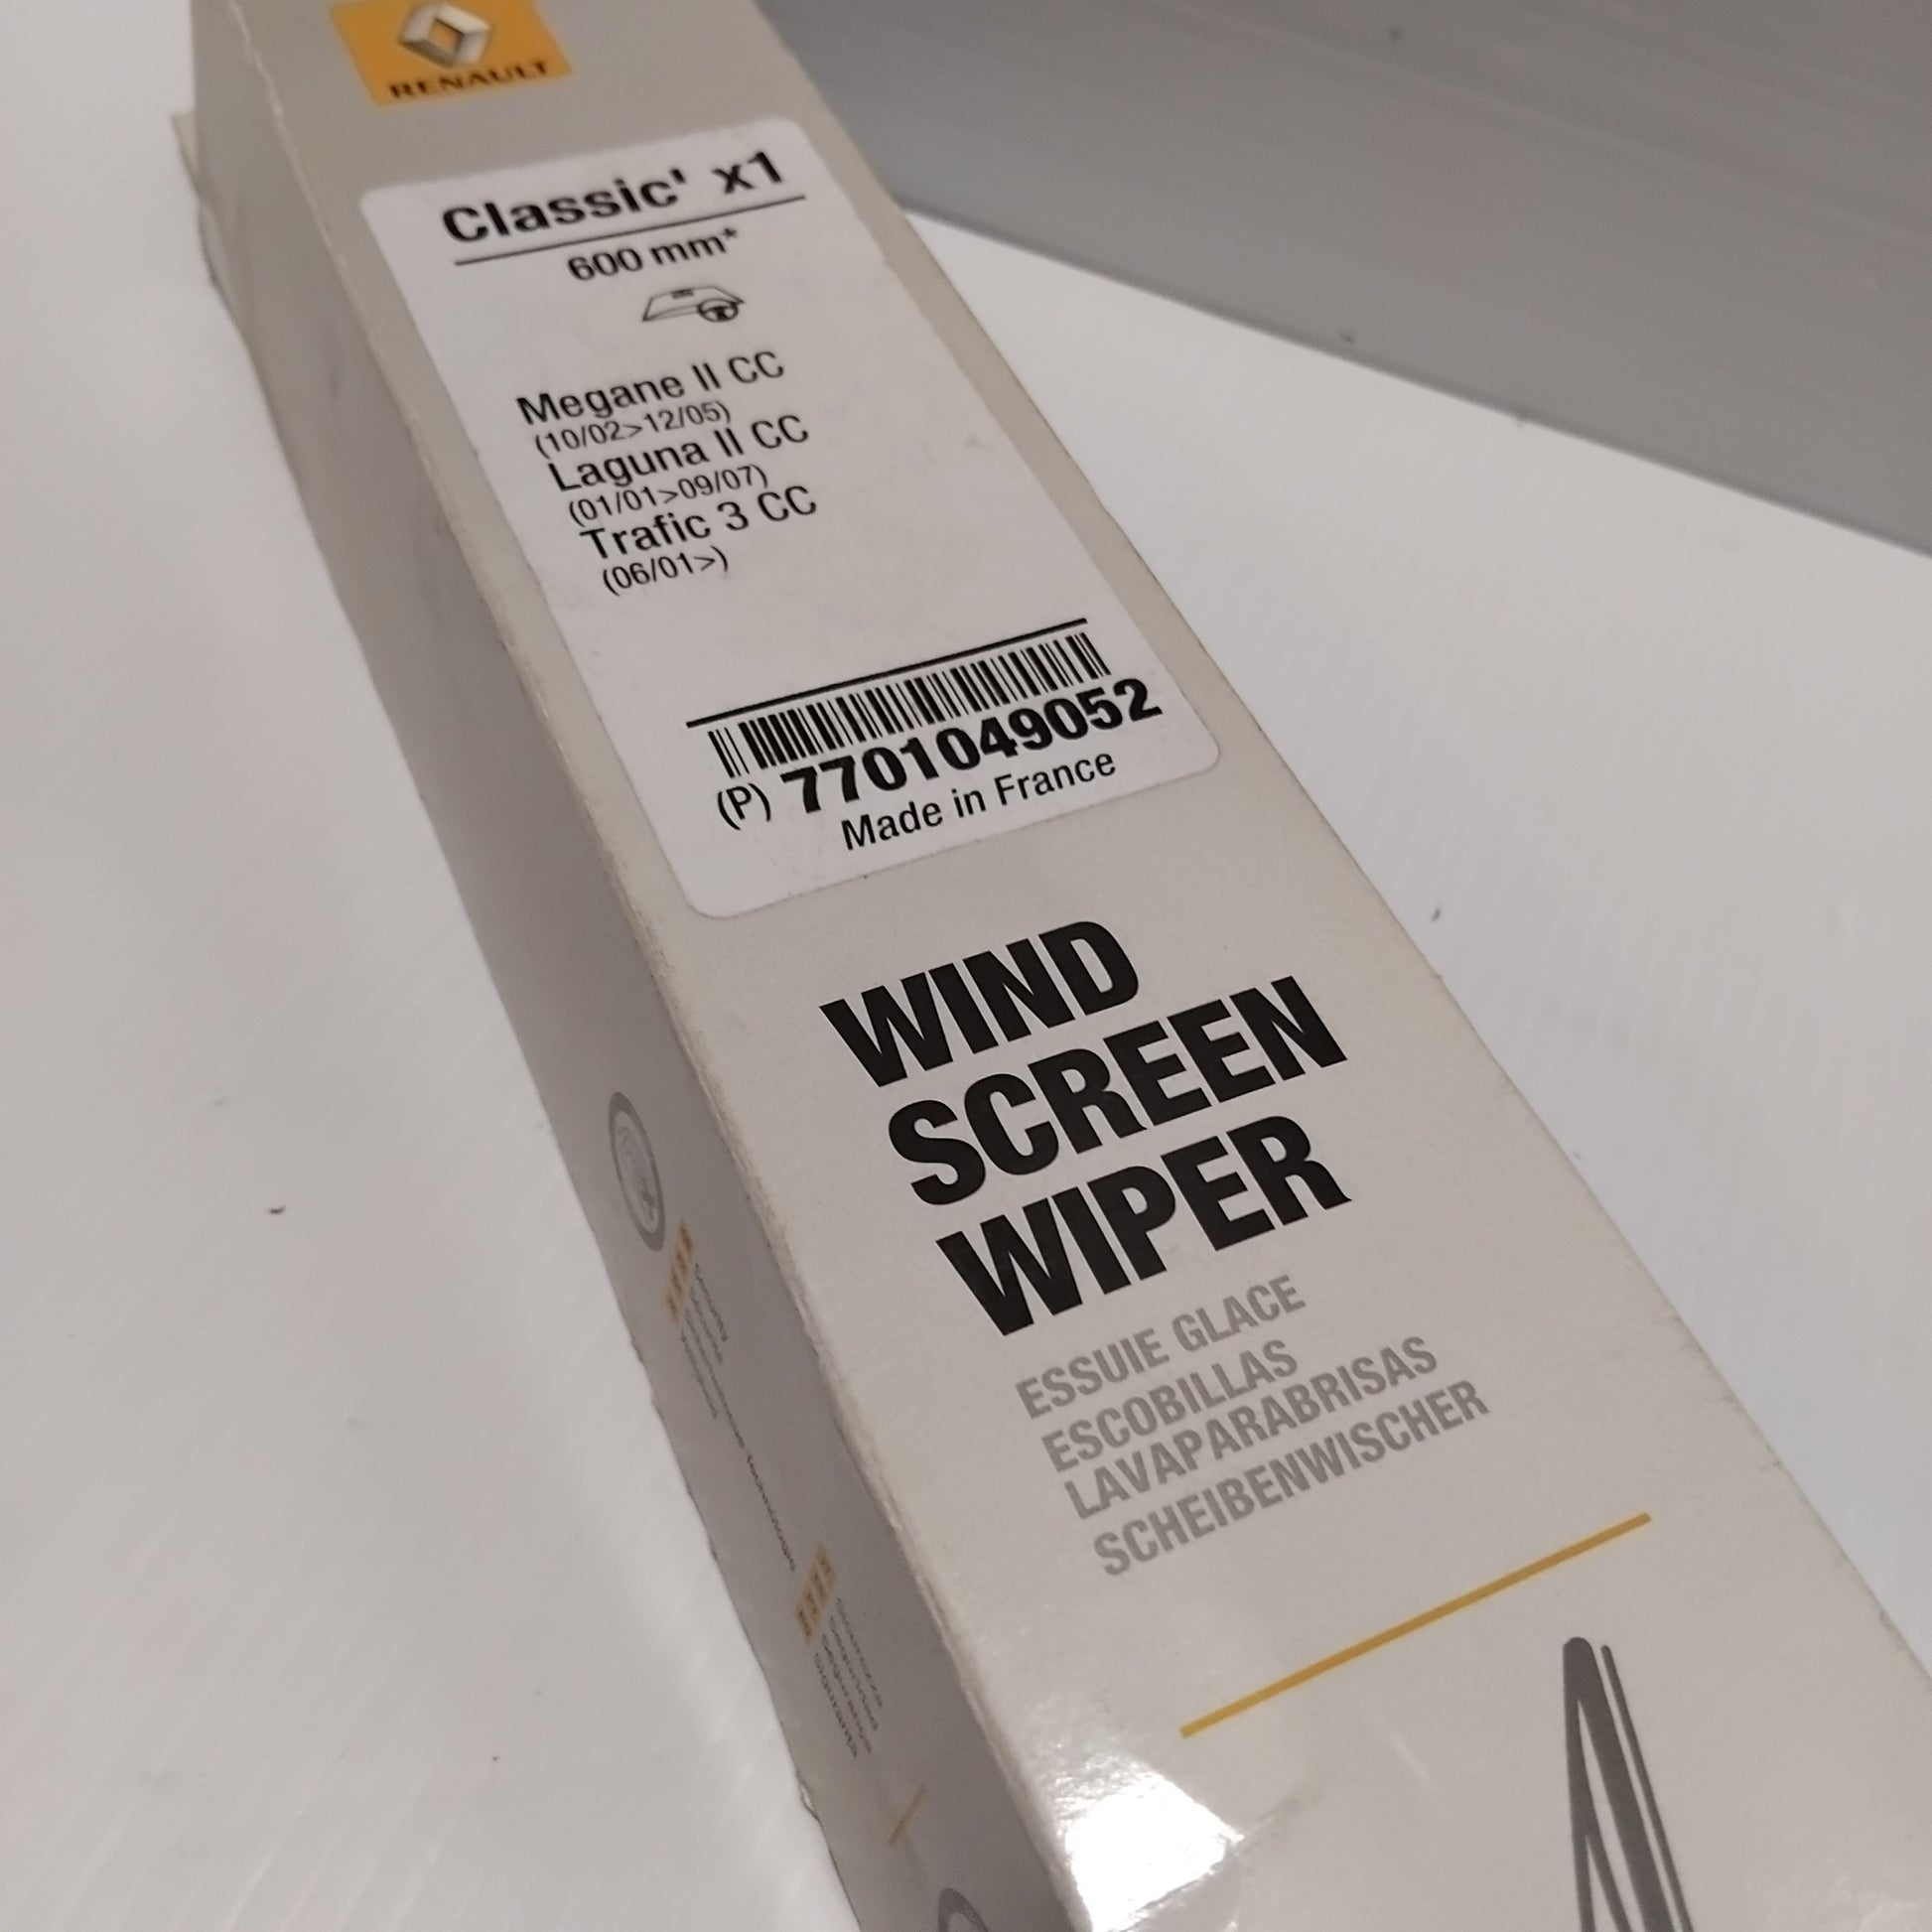 RENAULT
Classic' x1
600 mm*
Megane II CC
(10/02>12/05)
Laguna II CC
(01/01>09/07)
Trafic 3 CC
(06/01>)
(P) 7701049052
Made in France
WIND
SCREEN
WIPER
ESSUIE GLACE
ESCOBILLAS
LAVAPARABRISAS
SCHEIBENWISCHER